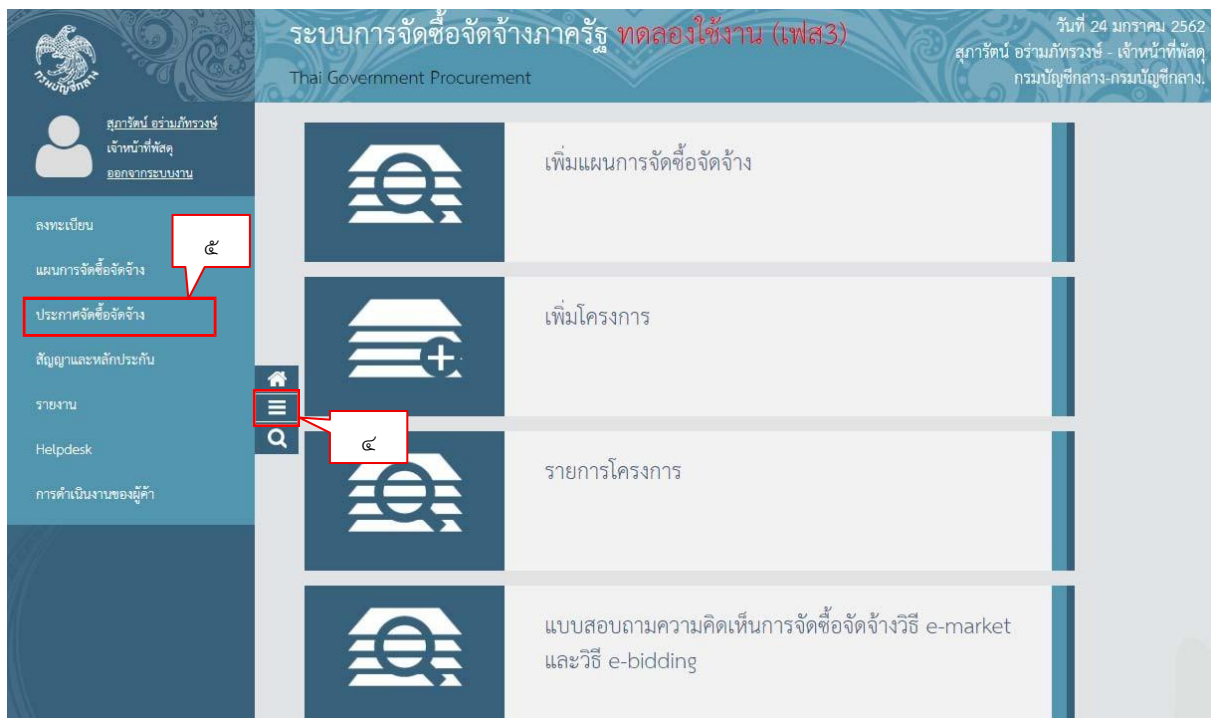 ระบบการจัดซื้อจัดจ้างภาครัฐ ทดลองใช้งาน (เฟส3)
Thai Government Procurement
วันที่ 24 มกราคม 2562
สุภารัตน์ อร่ามภัทรวงษ์ - เจ้าหน้าที่พัสดุ
กรมบัญชีกลาง-กรมบัญชีกลาง.
กรมบัญชีกลาง
สุภารัตน์ อร่ามภัทรวงษ์
เจ้าหน้าที่พัสดุ
ออกจากระบบงาน
ลงทะเบียน
๕
แผนการจัดซื้อจัดจ้าง
ประกาศจัดซื้อจัดจ้าง
สัญญาและหลักประกัน
รายงาน
Helpdesk
การดำเนินงานของผู้ค้า
๔
เพิ่มแผนการจัดซื้อจัดจ้าง
เพิ่มโครงการ
รายการโครงการ
แบบสอบถามความคิดเห็นการจัดซื้อจัดจ้างวิธี e-market
และวิธี e-bidding